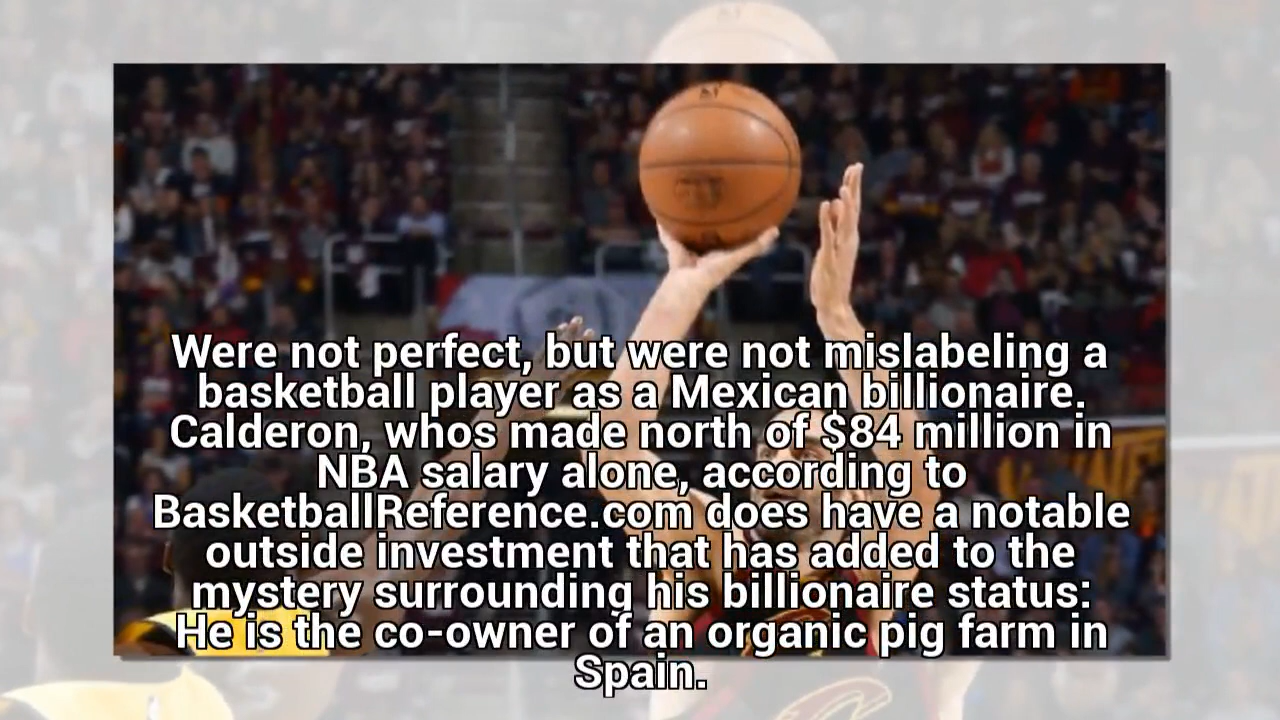 Were not perfect, but were not mislabeling a
basketball player as a Mexican billionaire.
Calderon, whos made north of $84 million in
NBA salary alone, according to
BasketballReference.com does have a notable
outside investment that has added to the
mystery surrounding his billionaire status:
He is the co-owner of an organic pig farm in
Spain.